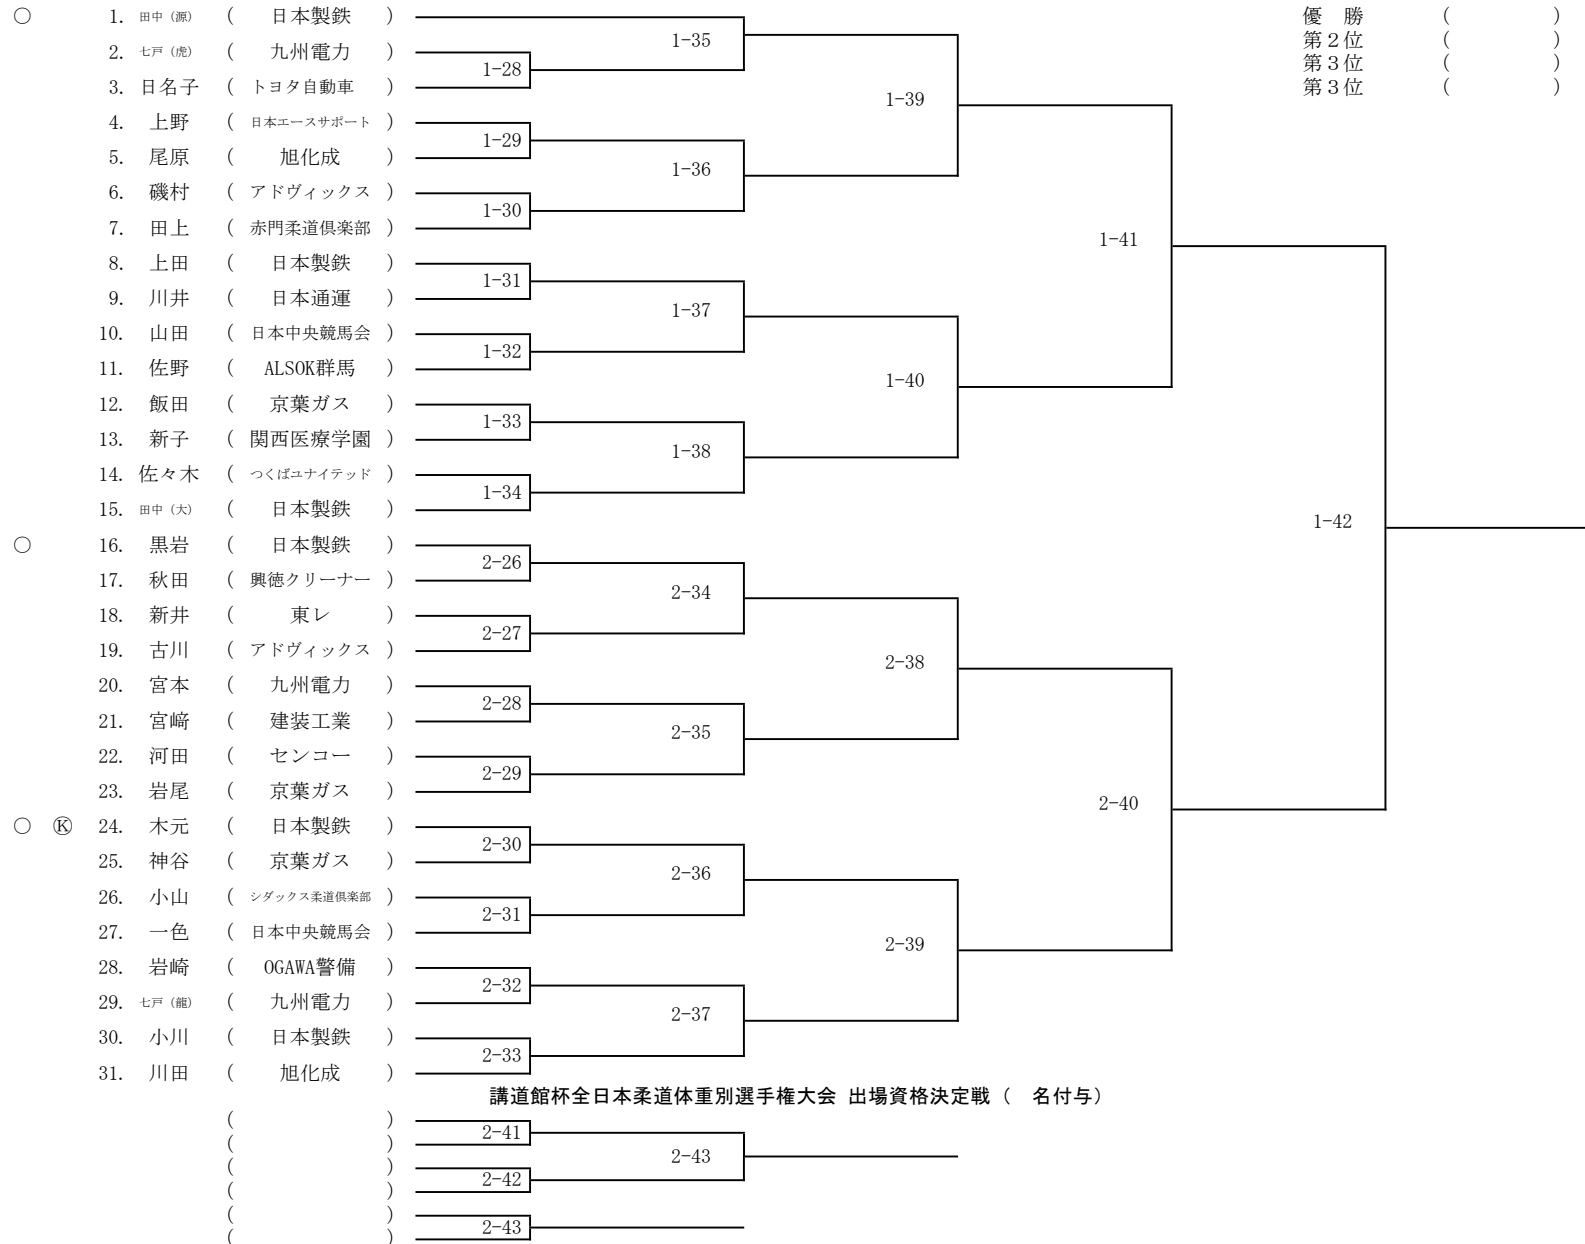 ○ 1. 田中（源） ( 日本製鉄 )
優　勝 ( )
1-35
第２位 ( )
2. 七戸（虎） ( 九州電力 )
第３位 ( )
1-28
3. 日名子 ( トヨタ自動車 )
第３位 ( )
1-39
4. 上野 ( 日本エースサポート )
1-29
5. 尾原 ( 旭化成 )
1-36
6. 磯村 ( アドヴィックス )
1-30
7. 田上 ( 赤門柔道倶楽部 )
1-41
8. 上田 ( 日本製鉄 )
1-31
9. 川井 ( 日本通運 )
1-37
10. 山田 ( 日本中央競馬会 )
1-32
11. 佐野 ( ALSOK群馬 )
1-40
12. 飯田 ( 京葉ガス )
1-33
13. 新子 ( 関西医療学園 )
1-38
14. 佐々木 ( つくばユナイテッド )
1-34
15. 田中（大） ( 日本製鉄 )
1-42
○ 16. 黒岩 ( 日本製鉄 )
2-26
17. 秋田 ( 興徳クリーナー )
2-34
18. 新井 ( 東レ )
2-27
19. 古川 ( アドヴィックス )
2-38
20. 宮本 ( 九州電力 )
2-28
21. 宮﨑 ( 建装工業 )
2-35
22. 河田 ( センコー )
2-29
23. 岩尾 ( 京葉ガス )
2-40
○ Ⓚ 24. 木元 ( 日本製鉄 )
2-30
25. 神谷 ( 京葉ガス )
2-36
26. 小山 ( シダックス柔道倶楽部 )
2-31
27. 一色 ( 日本中央競馬会 )
2-39
28. 岩崎 ( OGAWA警備 )
2-32
29. 七戸（龍） ( 九州電力 )
2-37
30. 小川 ( 日本製鉄 )
2-33
31. 川田 ( 旭化成 )
講道館杯全日本柔道体重別選手権大会 出場資格決定戦（　名付与）
( )
2-41
( )
2-43
( )
2-42
( )
( )
2-43
( )